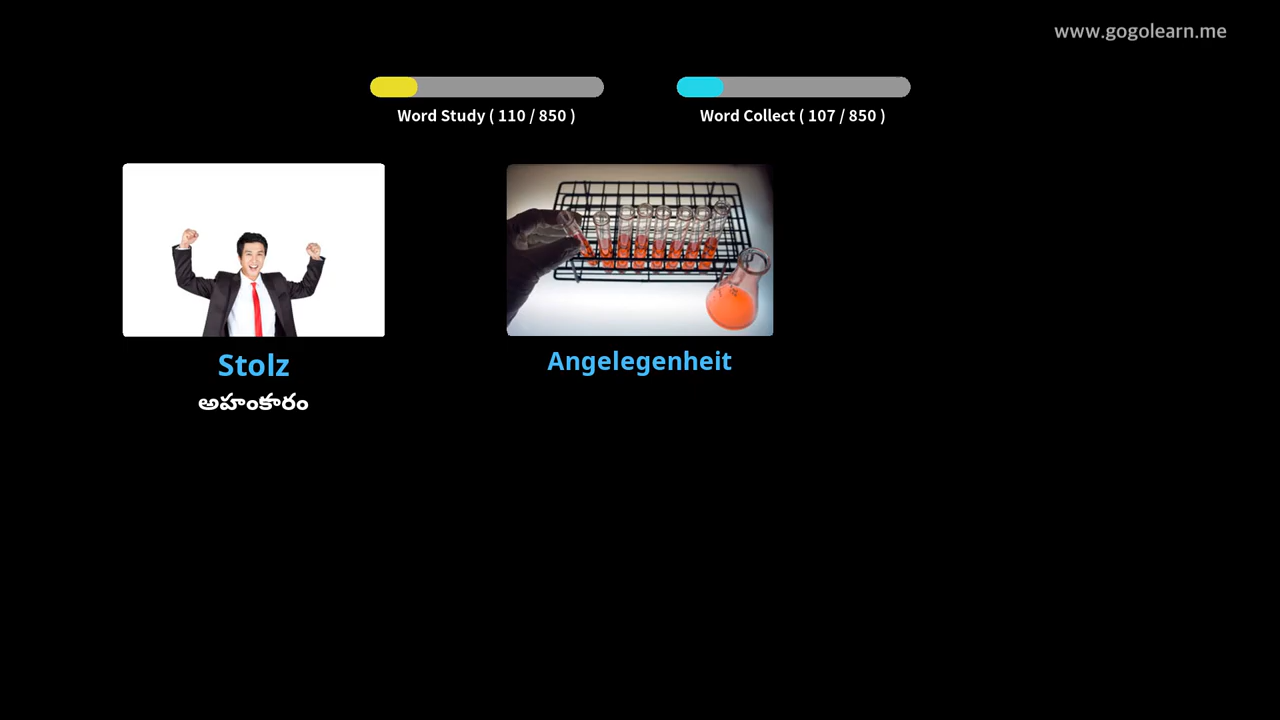 www.gogolearn.me
Word Study ( 110 / 850 )
Word Collect ( 107 / 850 )
Stolz
అహంకారం
Angelegenheit